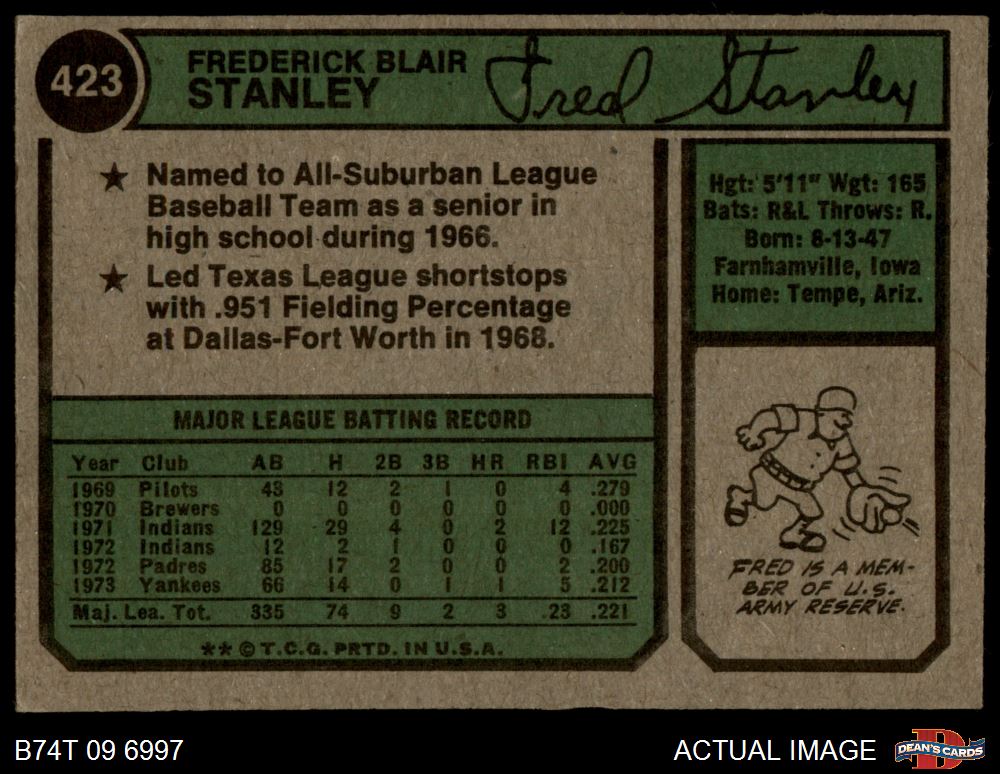 423
FREDERICK BLAIR
STANLEY
Fred Stanley
★ Named to All-Suburban League
Baseball Team as a senior in
high school during 1966.
★ Led Texas League shortstops
with .951 Fielding Percentage
at Dallas-Fort Worth in 1968.
Hgt: 5'11" Wgt: 165
Bats: R&L Throws: R.
Born: 8-13-47
Farnhamville, Iowa
Home: Tempe, Ariz.
MAJOR LEAGUE BATTING RECORD
Year Club AB H 2B 3B HR RBI AVG
1969 Pilots 43 12 2 1 0 4 .279
1970 Brewers 0 0 0 0 0 0 .000
1971 Indians 129 29 4 0 2 12 .225
1972 Indians 12 2 1 0 0 0 .167
1972 Padres 85 17 2 0 0 2 .200
1973 Yankees 66 14 0 1 1 5 .212
Maj. Lea. Tot. 335 74 9 2 3 23 .221
** © T.C.G. PRTD. IN U.S.A.
FRED IS A MEM-
BER OF U.S.
ARMY RESERVE.
B74T 09 6997
ACTUAL IMAGE
DEAN'S CARDS